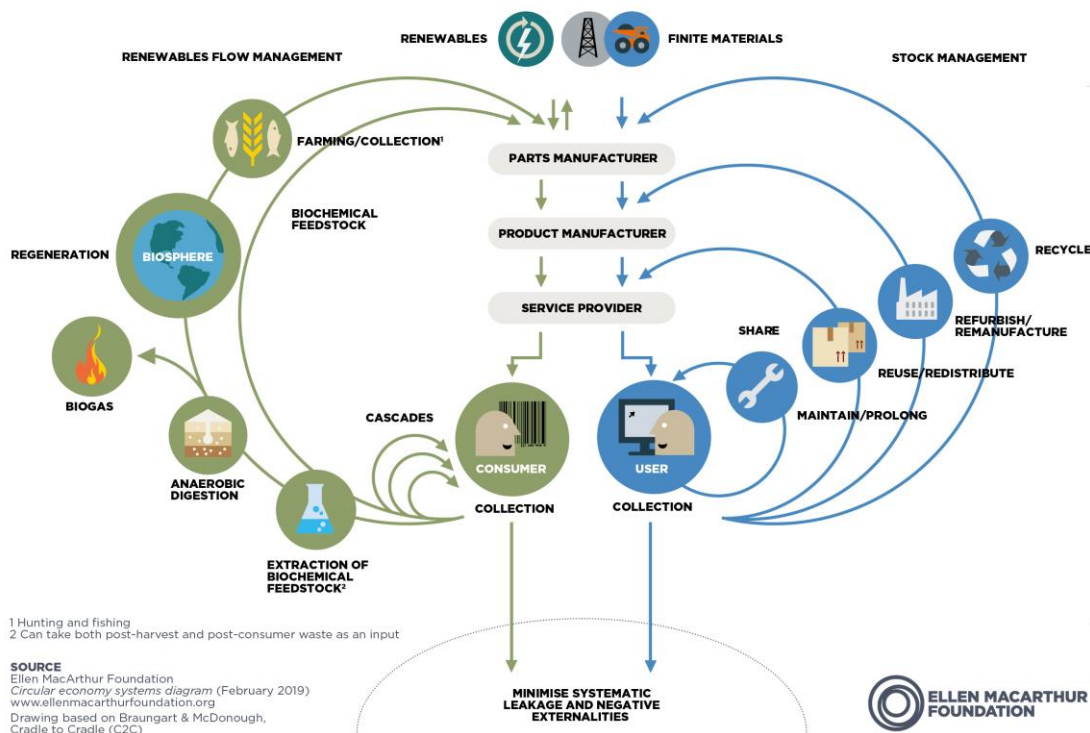 RENEWABLES
FINITE MATERIALS
RENEWABLES FLOW MANAGEMENT
STOCK MANAGEMENT
FARMING/COLLECTION¹
PARTS MANUFACTURER
BIOCHEMICAL
FEEDSTOCK
PRODUCT MANUFACTURER
REGENERATION
BIOSPHERE
RECYCLE
SERVICE PROVIDER
SHARE
REFURBISH/
REMANUFACTURE
REUSE/REDISTRIBUTE
BIOGAS
CASCADES
MAINTAIN/PROLONG
CONSUMER
USER
ANAEROBIC
DIGESTION
COLLECTION
COLLECTION
EXTRACTION OF
BIOCHEMICAL
FEEDSTOCK²
1 Hunting and fishing
2 Can take both post-harvest and post-consumer waste as an input
SOURCE
Ellen MacArthur Foundation
Circular economy systems diagram (February 2019)
www.ellenmacarthurfoundation.org
Drawing based on Braungart & McDonough,
Cradle to Cradle (C2C)
MINIMISE SYSTEMATIC
LEAKAGE AND NEGATIVE
EXTERNALITIES
ELLEN MACARTHUR
FOUNDATION